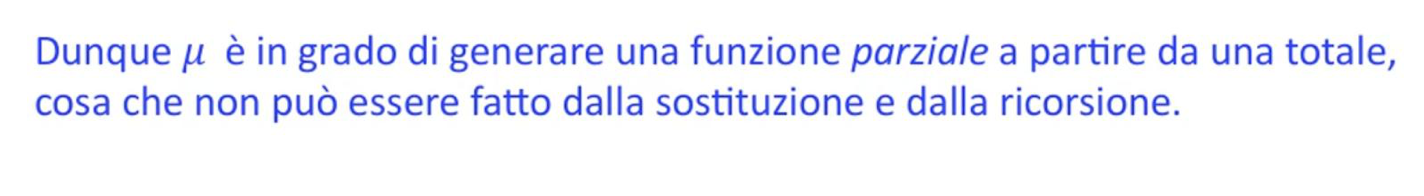 Dunque μ è in grado di generare una funzione parziale a partire da una totale,
cosa che non può essere fatto dalla sostituzione e dalla ricorsione.